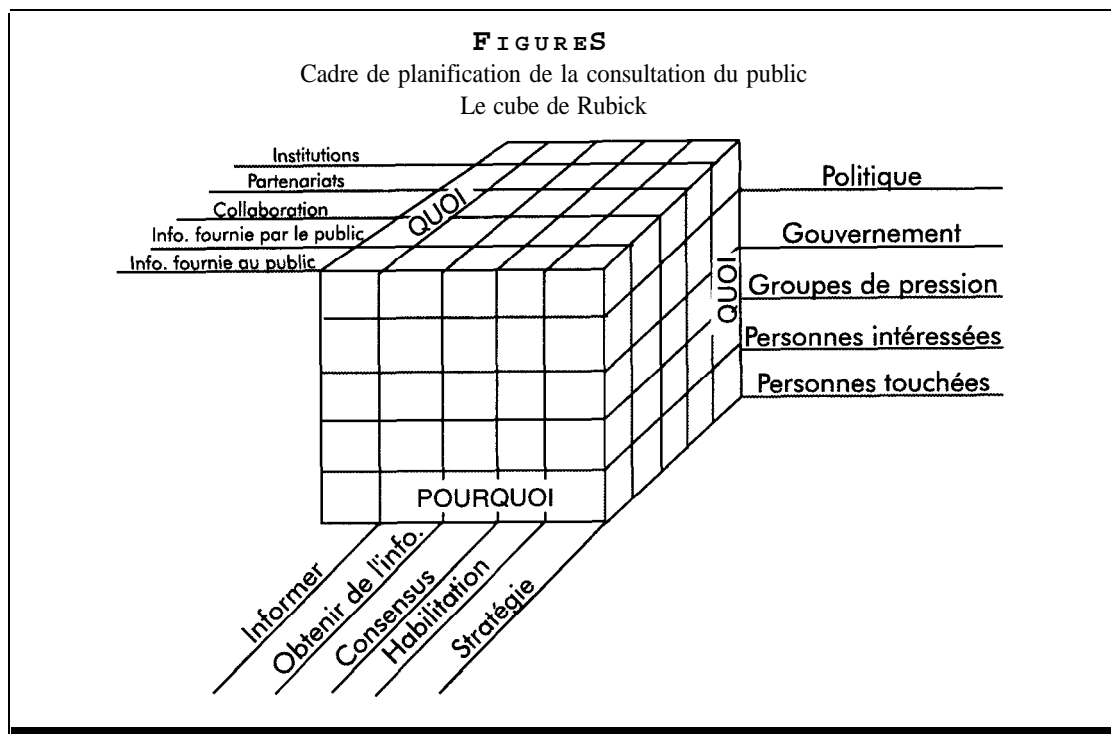 FIGURES
Cadre de planification de la consultation du public
Le cube de Rubick
Institutions
Partenariats
Collaboration
Info. fournie par le public
Info. fournie au public
QUOI
QUOI
Politique
Gouvernement
Groupes de pression
Personnes intéressées
Personnes touchées
POURQUOI
Informer
Obtenir de l'info.
Consensus
Habilitation
Stratégie